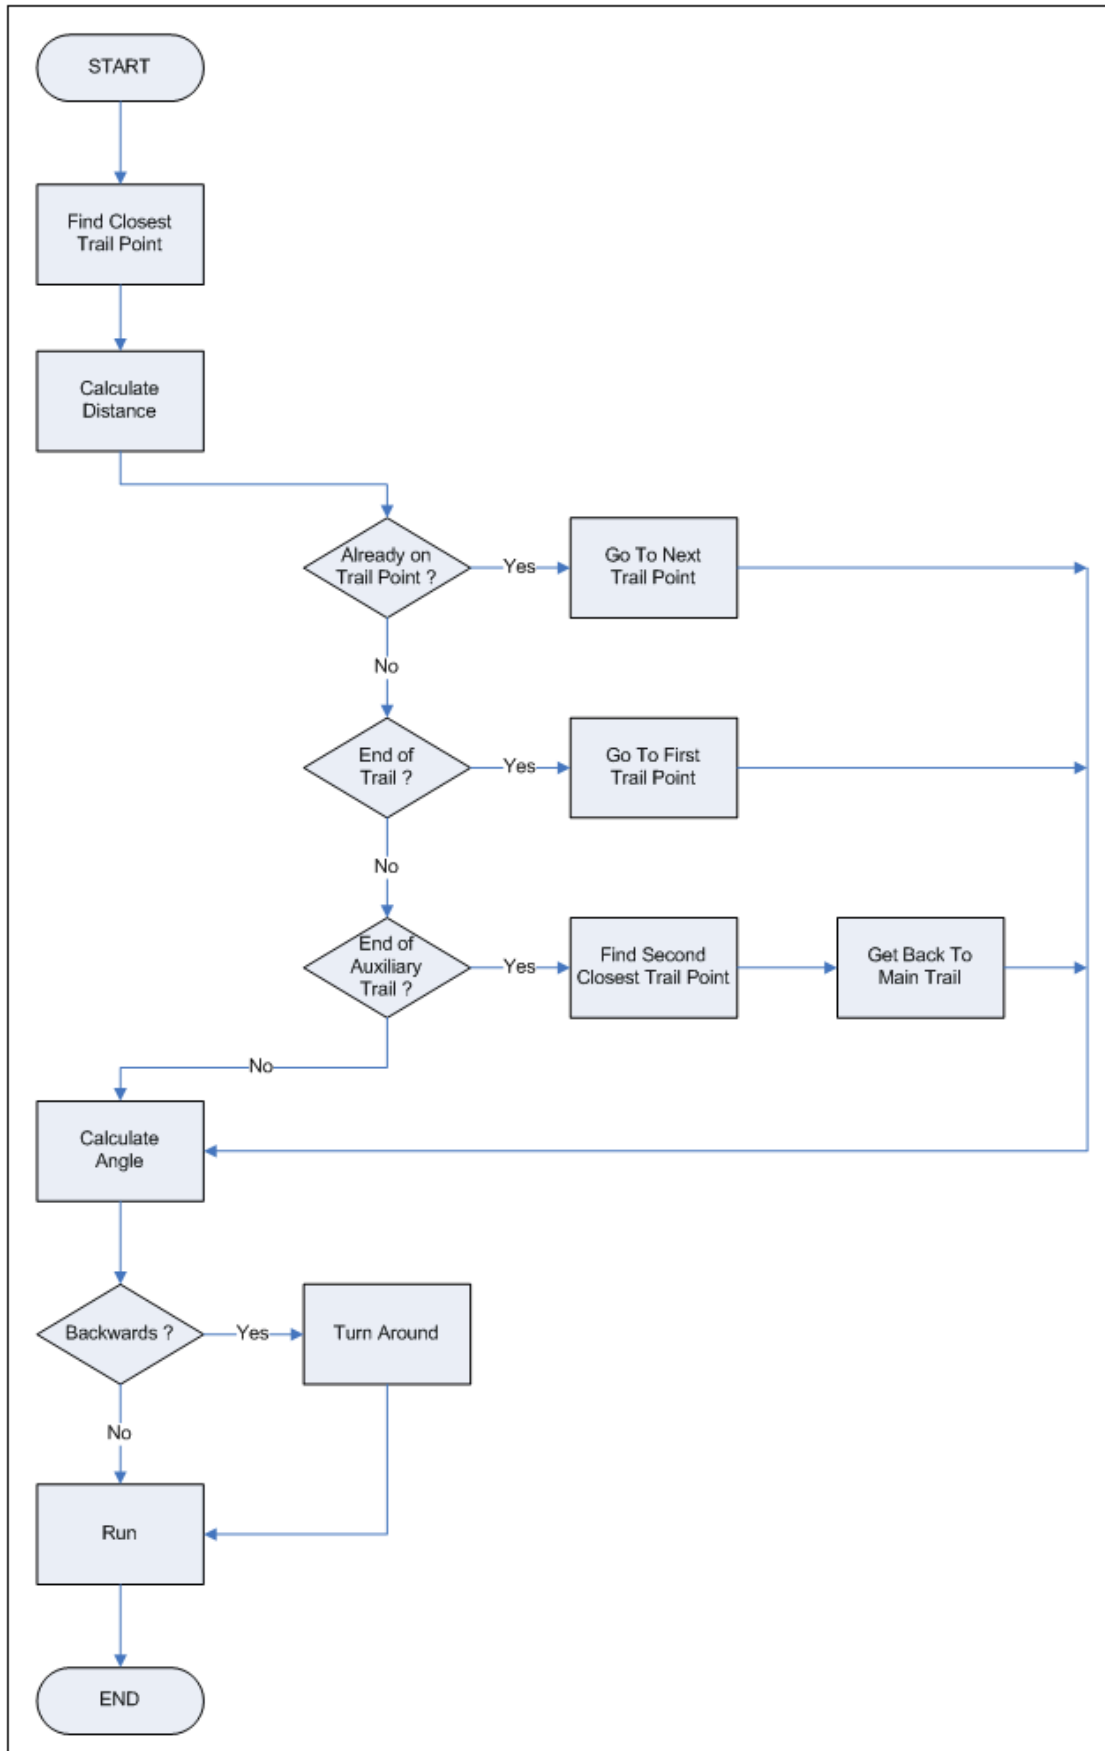 START
Find Closest
Trail Point
Calculate
Distance
Already on
Trail Point ?
Yes
Go To Next
Trail Point
No
End of
Trail ?
Yes
Go To First
Trail Point
No
End of
Auxiliary
Trail ?
Yes
Find Second
Closest Trail Point
Get Back To
Main Trail
No
Calculate
Angle
Backwards ?
Yes
Turn Around
No
Run
END